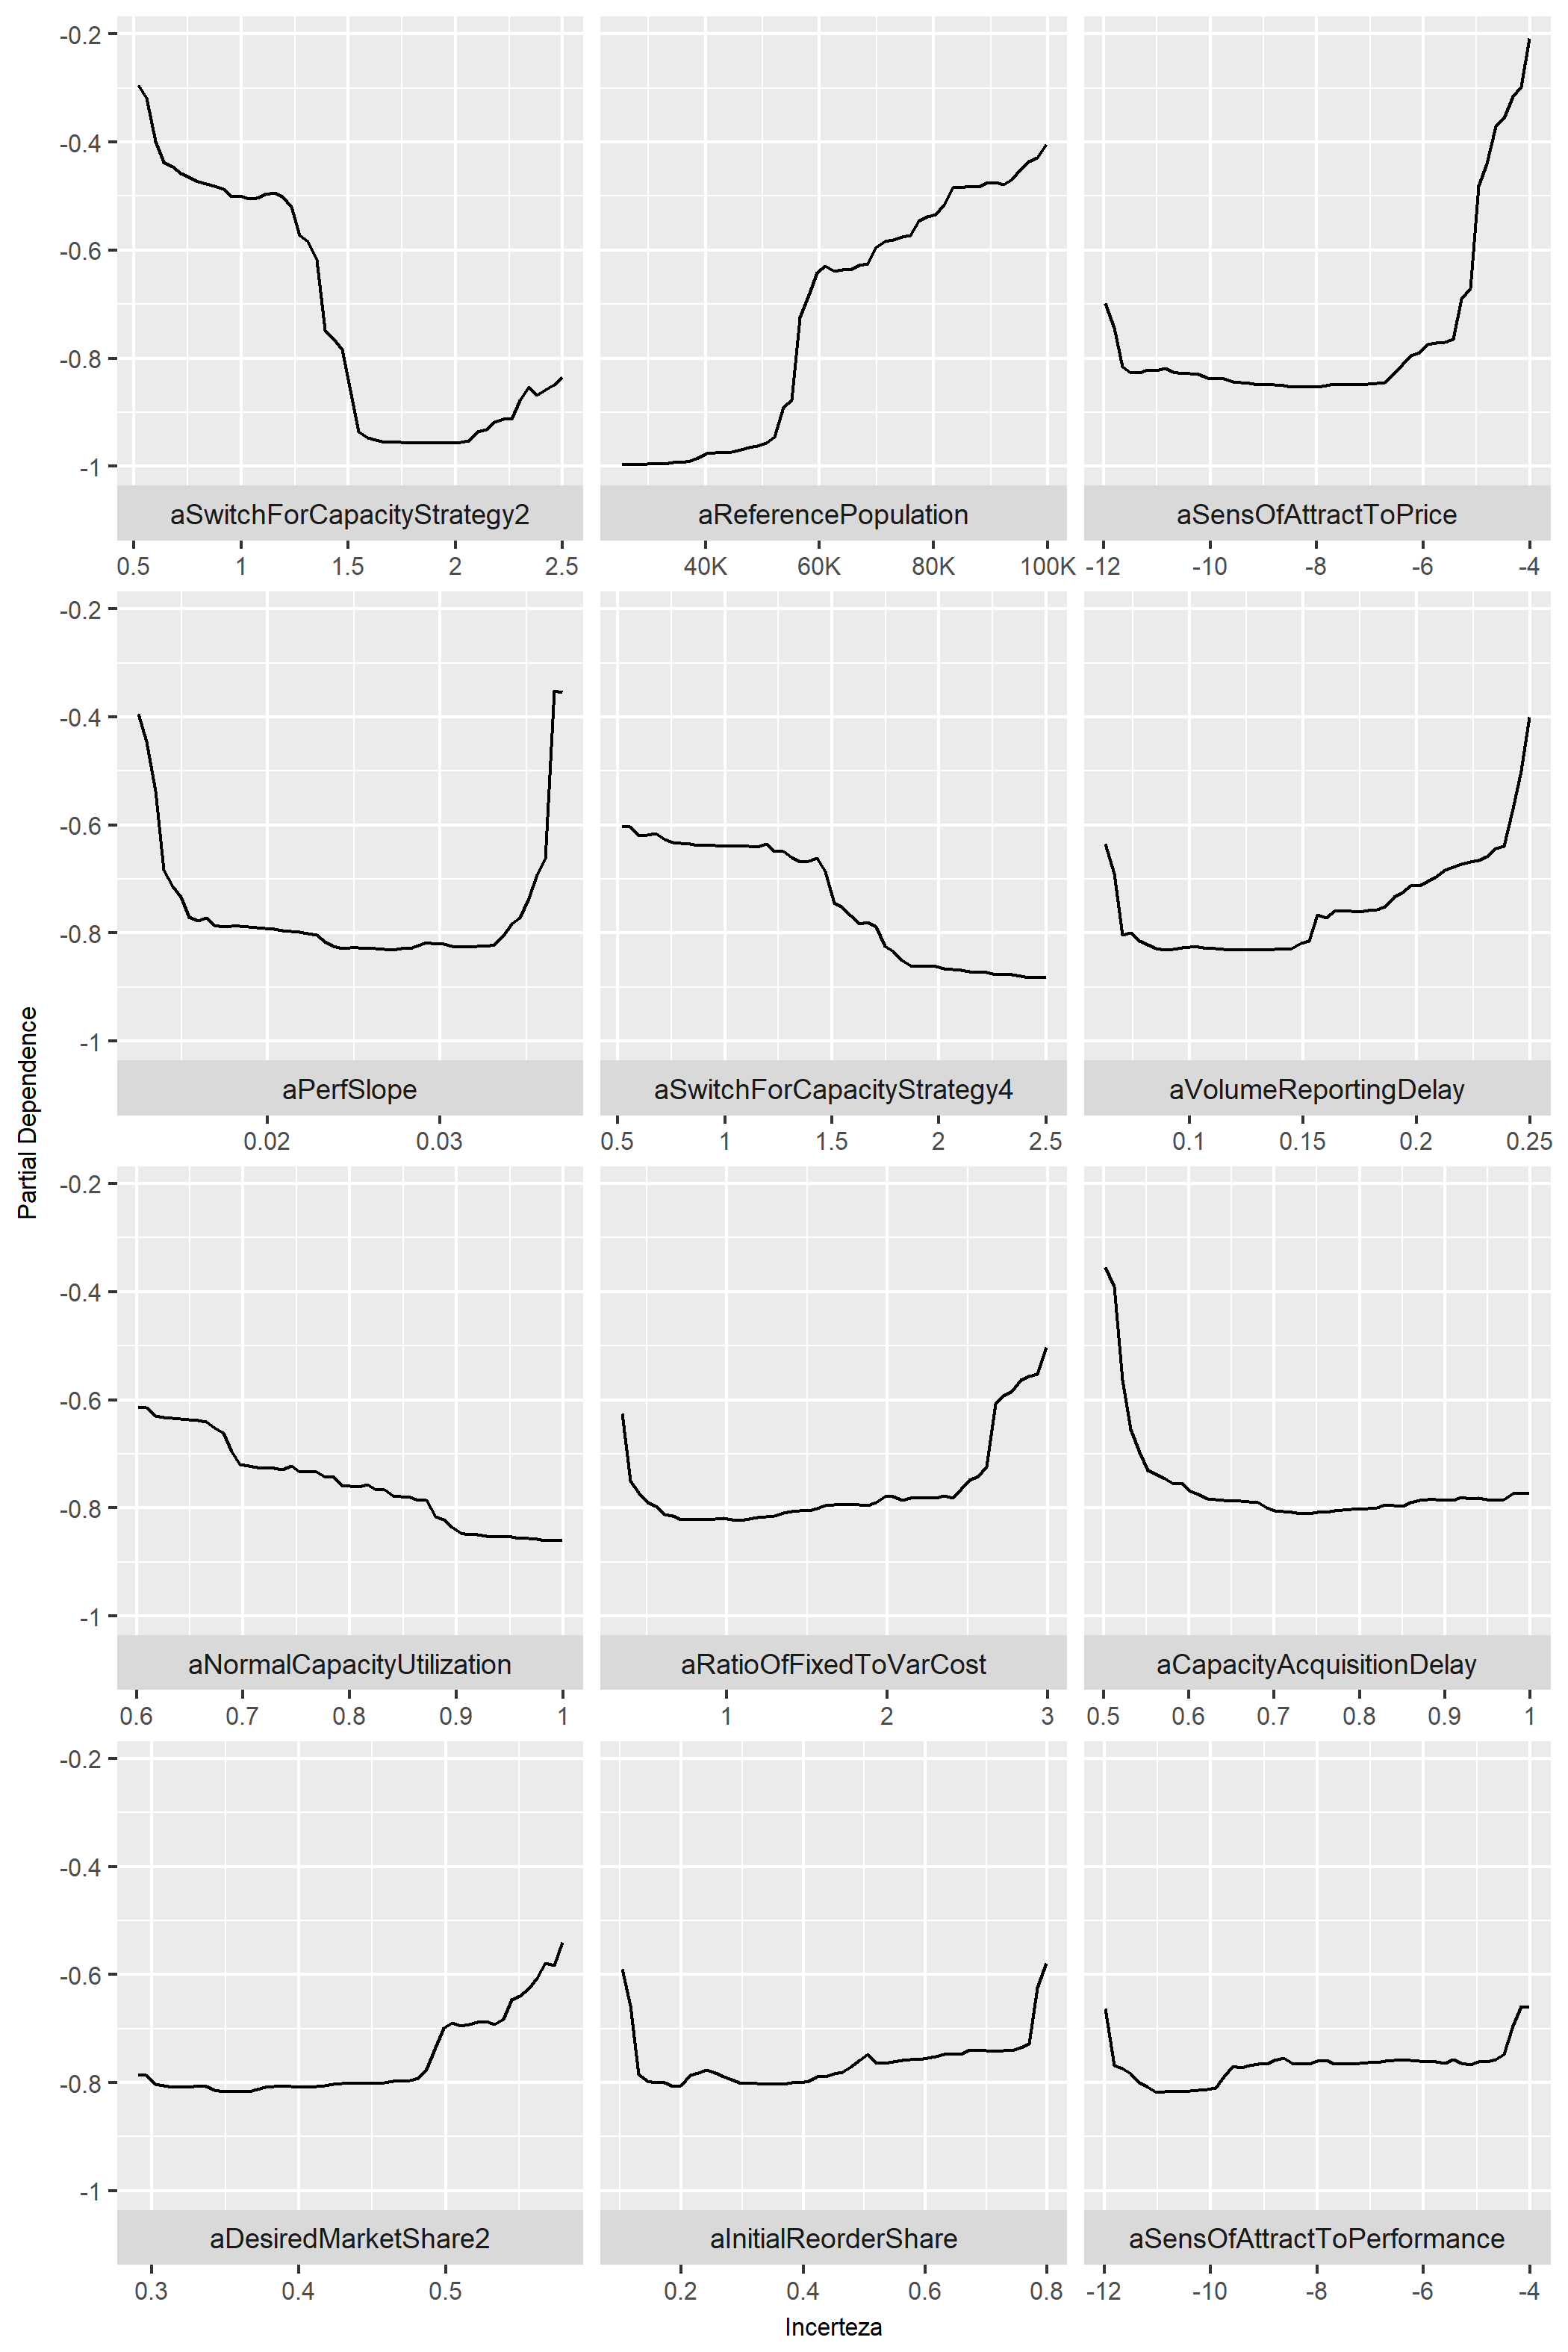 -0.2
-0.4
-0.6
-0.8
-1
aSwitchForCapacityStrategy2 aReferencePopulation aSensOfAttractToPrice
0.5 1 1.5 2 2.5 40K 60K 80K 100K -12 -10 -8 -6 -4
-0.2
-0.4
-0.6
-0.8
-1
aPerfSlope aSwitchForCapacityStrategy4 aVolumeReportingDelay
0.02 0.03 0.5 1 1.5 2 2.5 0.1 0.15 0.2 0.25
Partial Dependence
-0.2
-0.4
-0.6
-0.8
-1
aNormalCapacityUtilization aRatioOfFixedToVarCost aCapacityAcquisitionDelay
0.6 0.7 0.8 0.9 1 1 2 3 0.5 0.6 0.7 0.8 0.9 1
-0.2
-0.4
-0.6
-0.8
-1
aDesiredMarketShare2 aInitialReorderShare aSensOfAttractToPerformance
0.3 0.4 0.5 0.2 0.4 0.6 0.8 -12 -10 -8 -6 -4
Incerteza